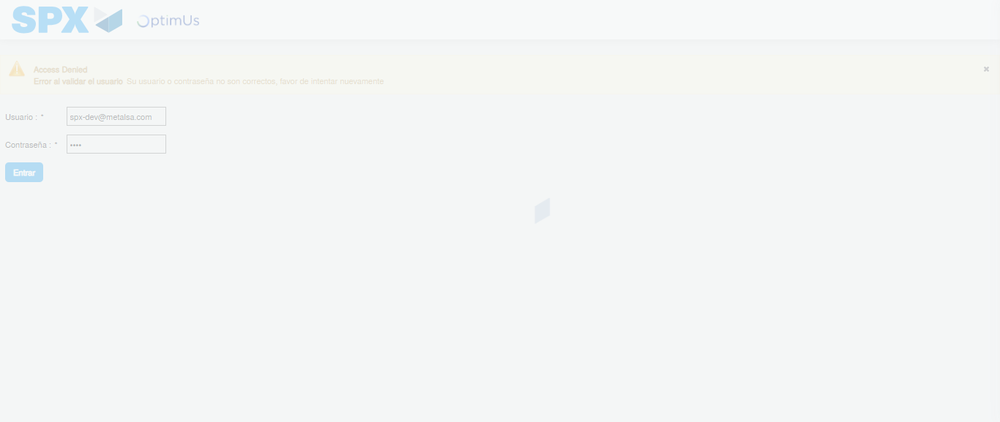 SPX OptimUs
Access Denied
Error al validar el usuario Su usuario o contraseña no son correctos, favor de intentar nuevamente
Usuario : * spx-dev@metalsa.com
Contraseña : * ••••
Entrar